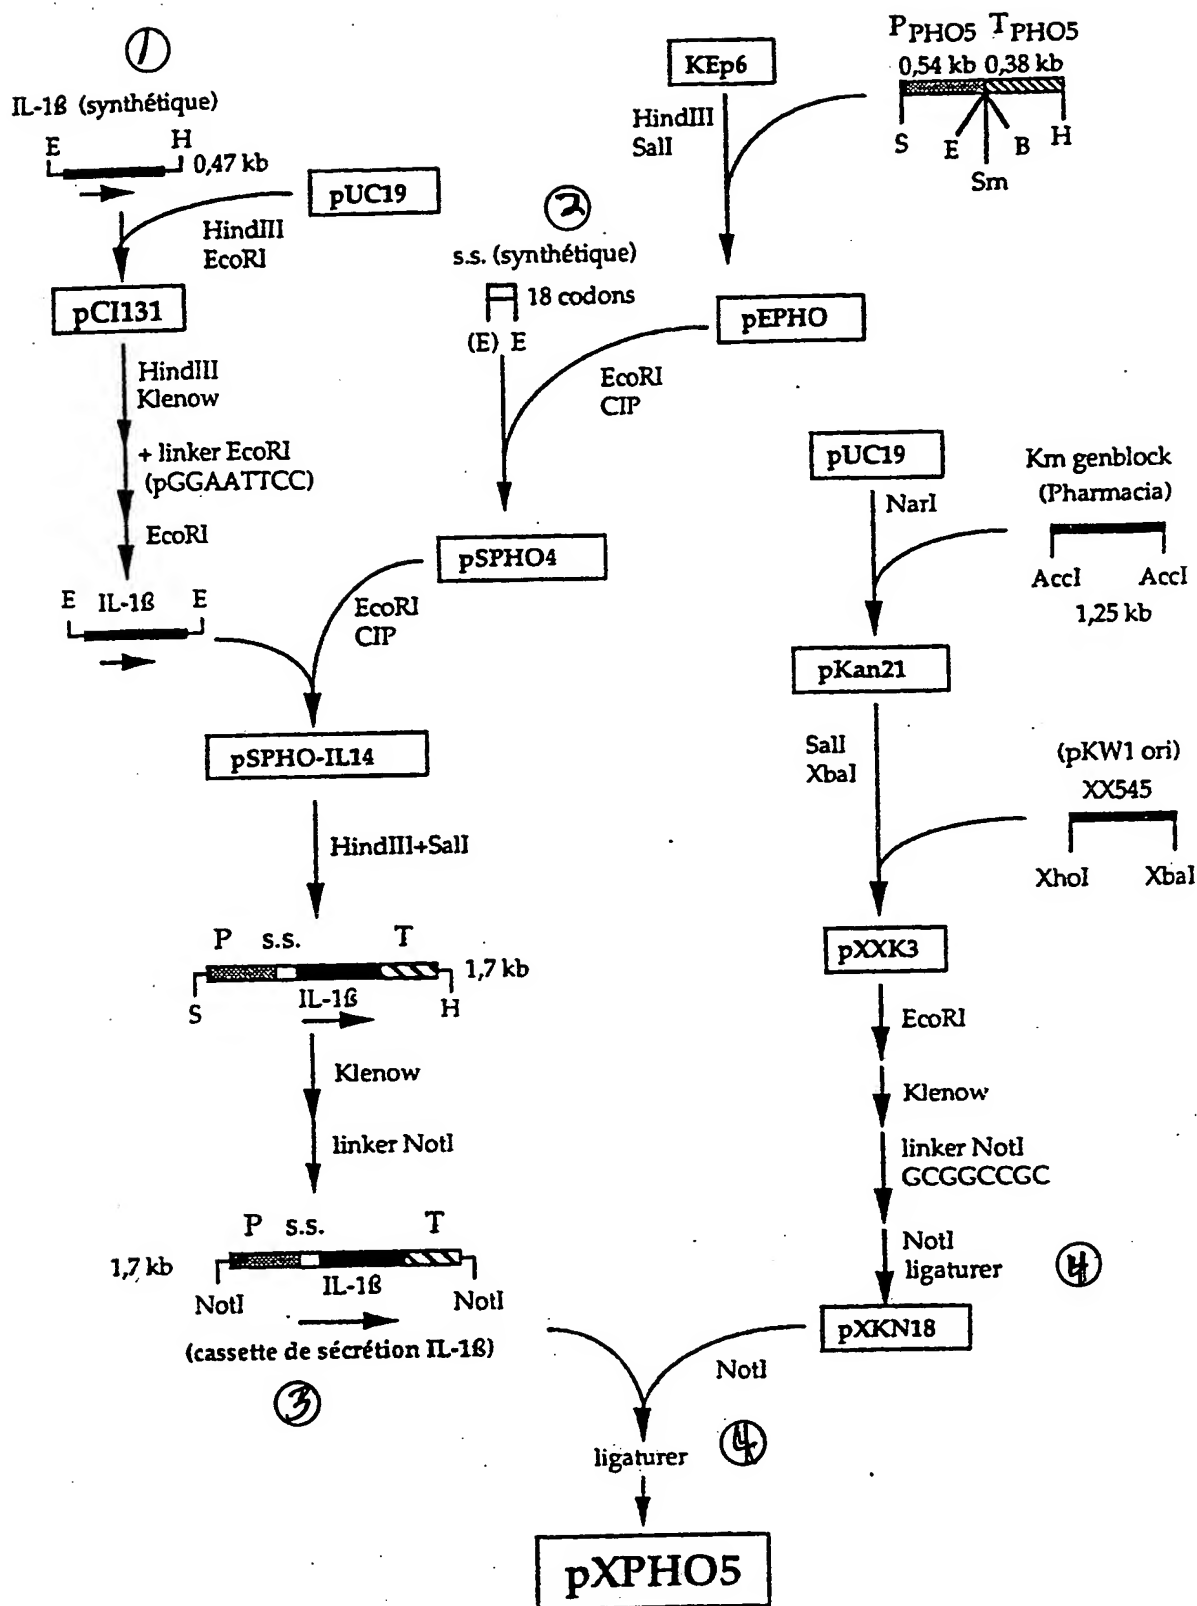 1
IL-1ß (synthétique)
E
H
0,47 kb
pUC19
HindIII
EcoRI
pCI131
HindIII
Klenow
+ linker EcoRI
(pGGAATTCC)
EcoRI
E
IL-1ß
E
2
s.s. (synthétique)
18 codons
(E) E
KEp6
HindIII
SalI
PPHO5 TPHO5
0,54 kb 0,38 kb
S
E
Sm
B
H
pEPHO
EcoRI
CIP
pSPHO4
EcoRI
CIP
pSPHO-IL14
HindIII+SalI
P s.s. T
1,7 kb
S
IL-1ß
H
Klenow
linker NotI
P s.s. T
1,7 kb
NotI
IL-1ß
NotI
(cassette de sécrétion IL-1ß)
3
pUC19
NarI
Km genblock
(Pharmacia)
AccI AccI
1,25 kb
pKan21
SalI
XbaI
(pKW1 ori)
XX545
XhoI XbaI
pXXK3
EcoRI
Klenow
linker NotI
GCGGCCGC
NotI
ligaturer
4
pXKN18
NotI
ligaturer
4
pXPHO5